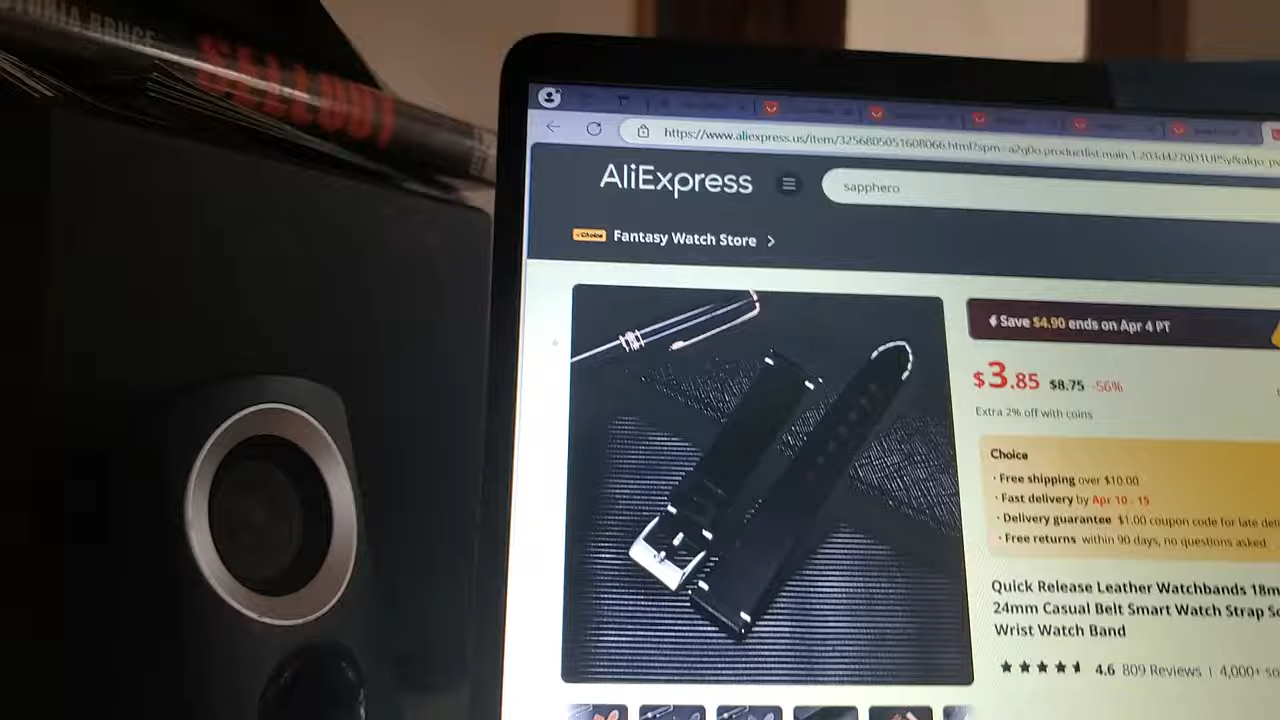 BRUCE
SELLOUT
https://www.aliexpress.us/item/3256805051608066.html?spm=a2g0o.productlist.main.1.203d4270D1UPSy&algo_pv
AliExpress
sapphero
Choice
Fantasy Watch Store >
Save $4.90 ends on Apr 4 PT
$3.85 $8.75 -56%
Extra 2% off with coins
Choice
· Free shipping over $10.00
· Fast delivery by Apr 10 - 15
· Delivery guarantee $1.00 coupon code for late del
· Free returns within 90 days, no questions asked
Quick Release Leather Watchbands 18m
24mm Casual Belt Smart Watch Strap So
Wrist Watch Band
4.6 809 Reviews | 4,000+ so